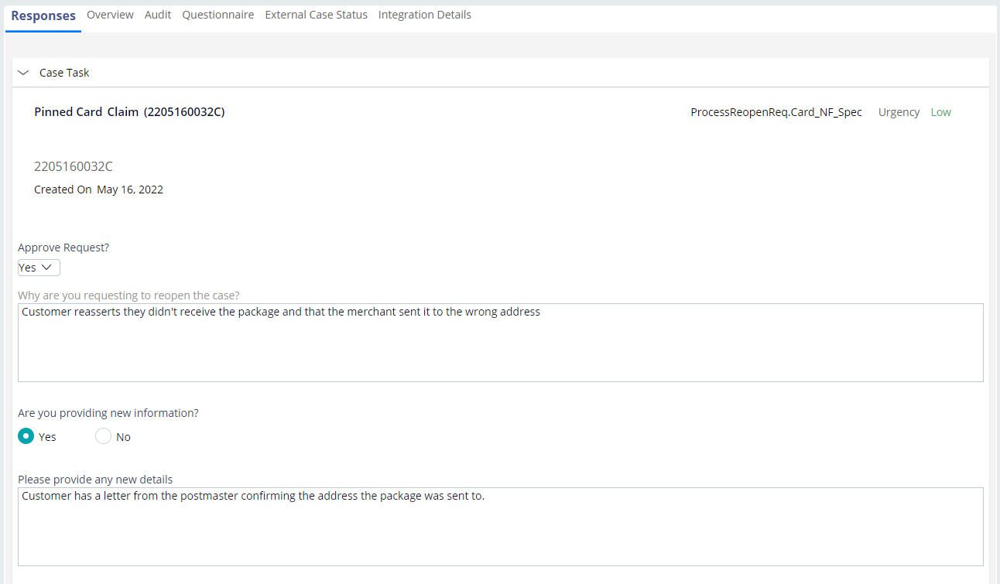 Responses Overview Audit Questionnaire External Case Status Integration Details
Case Task
Pinned Card Claim (2205160032C) ProcessReopenReq.Card_NF_Spec Urgency Low
2205160032C
Created On May 16, 2022
Approve Request?
Yes
Why are you requesting to reopen the case?
Customer reasserts they didn't receive the package and that the merchant sent it to the wrong address
Are you providing new information?
Yes No
Please provide any new details
Customer has a letter from the postmaster confirming the address the package was sent to.